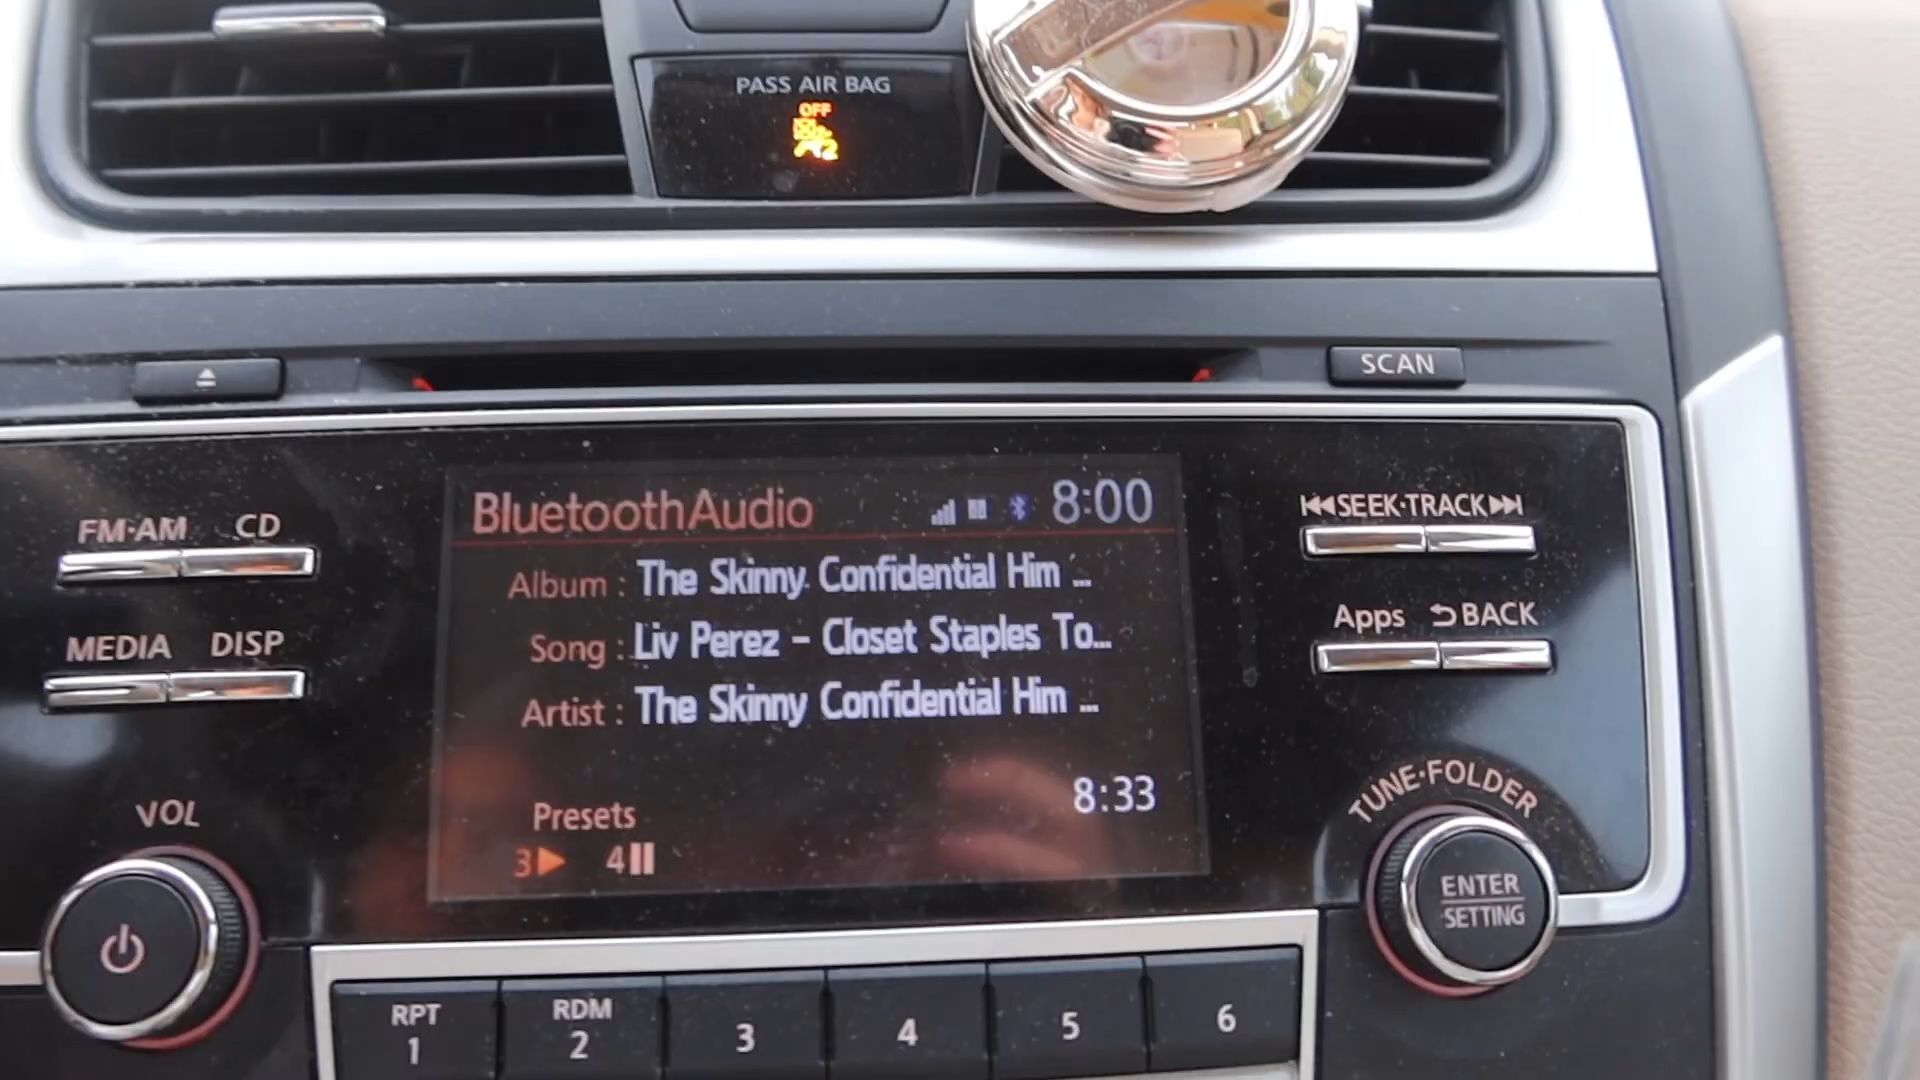 PASS AIR BAG
OFF
2
SCAN
BluetoothAudio 8:00
Album : The Skinny Confidential Him ...
Song : Liv Perez - Closet Staples To...
Artist : The Skinny Confidential Him ...
8:33
Presets
3 4
FM·AM CD
MEDIA DISP
VOL
SEEK·TRACK
Apps BACK
TUNE·FOLDER
ENTER
SETTING
RPT
1
RDM
2
3
4
5
6